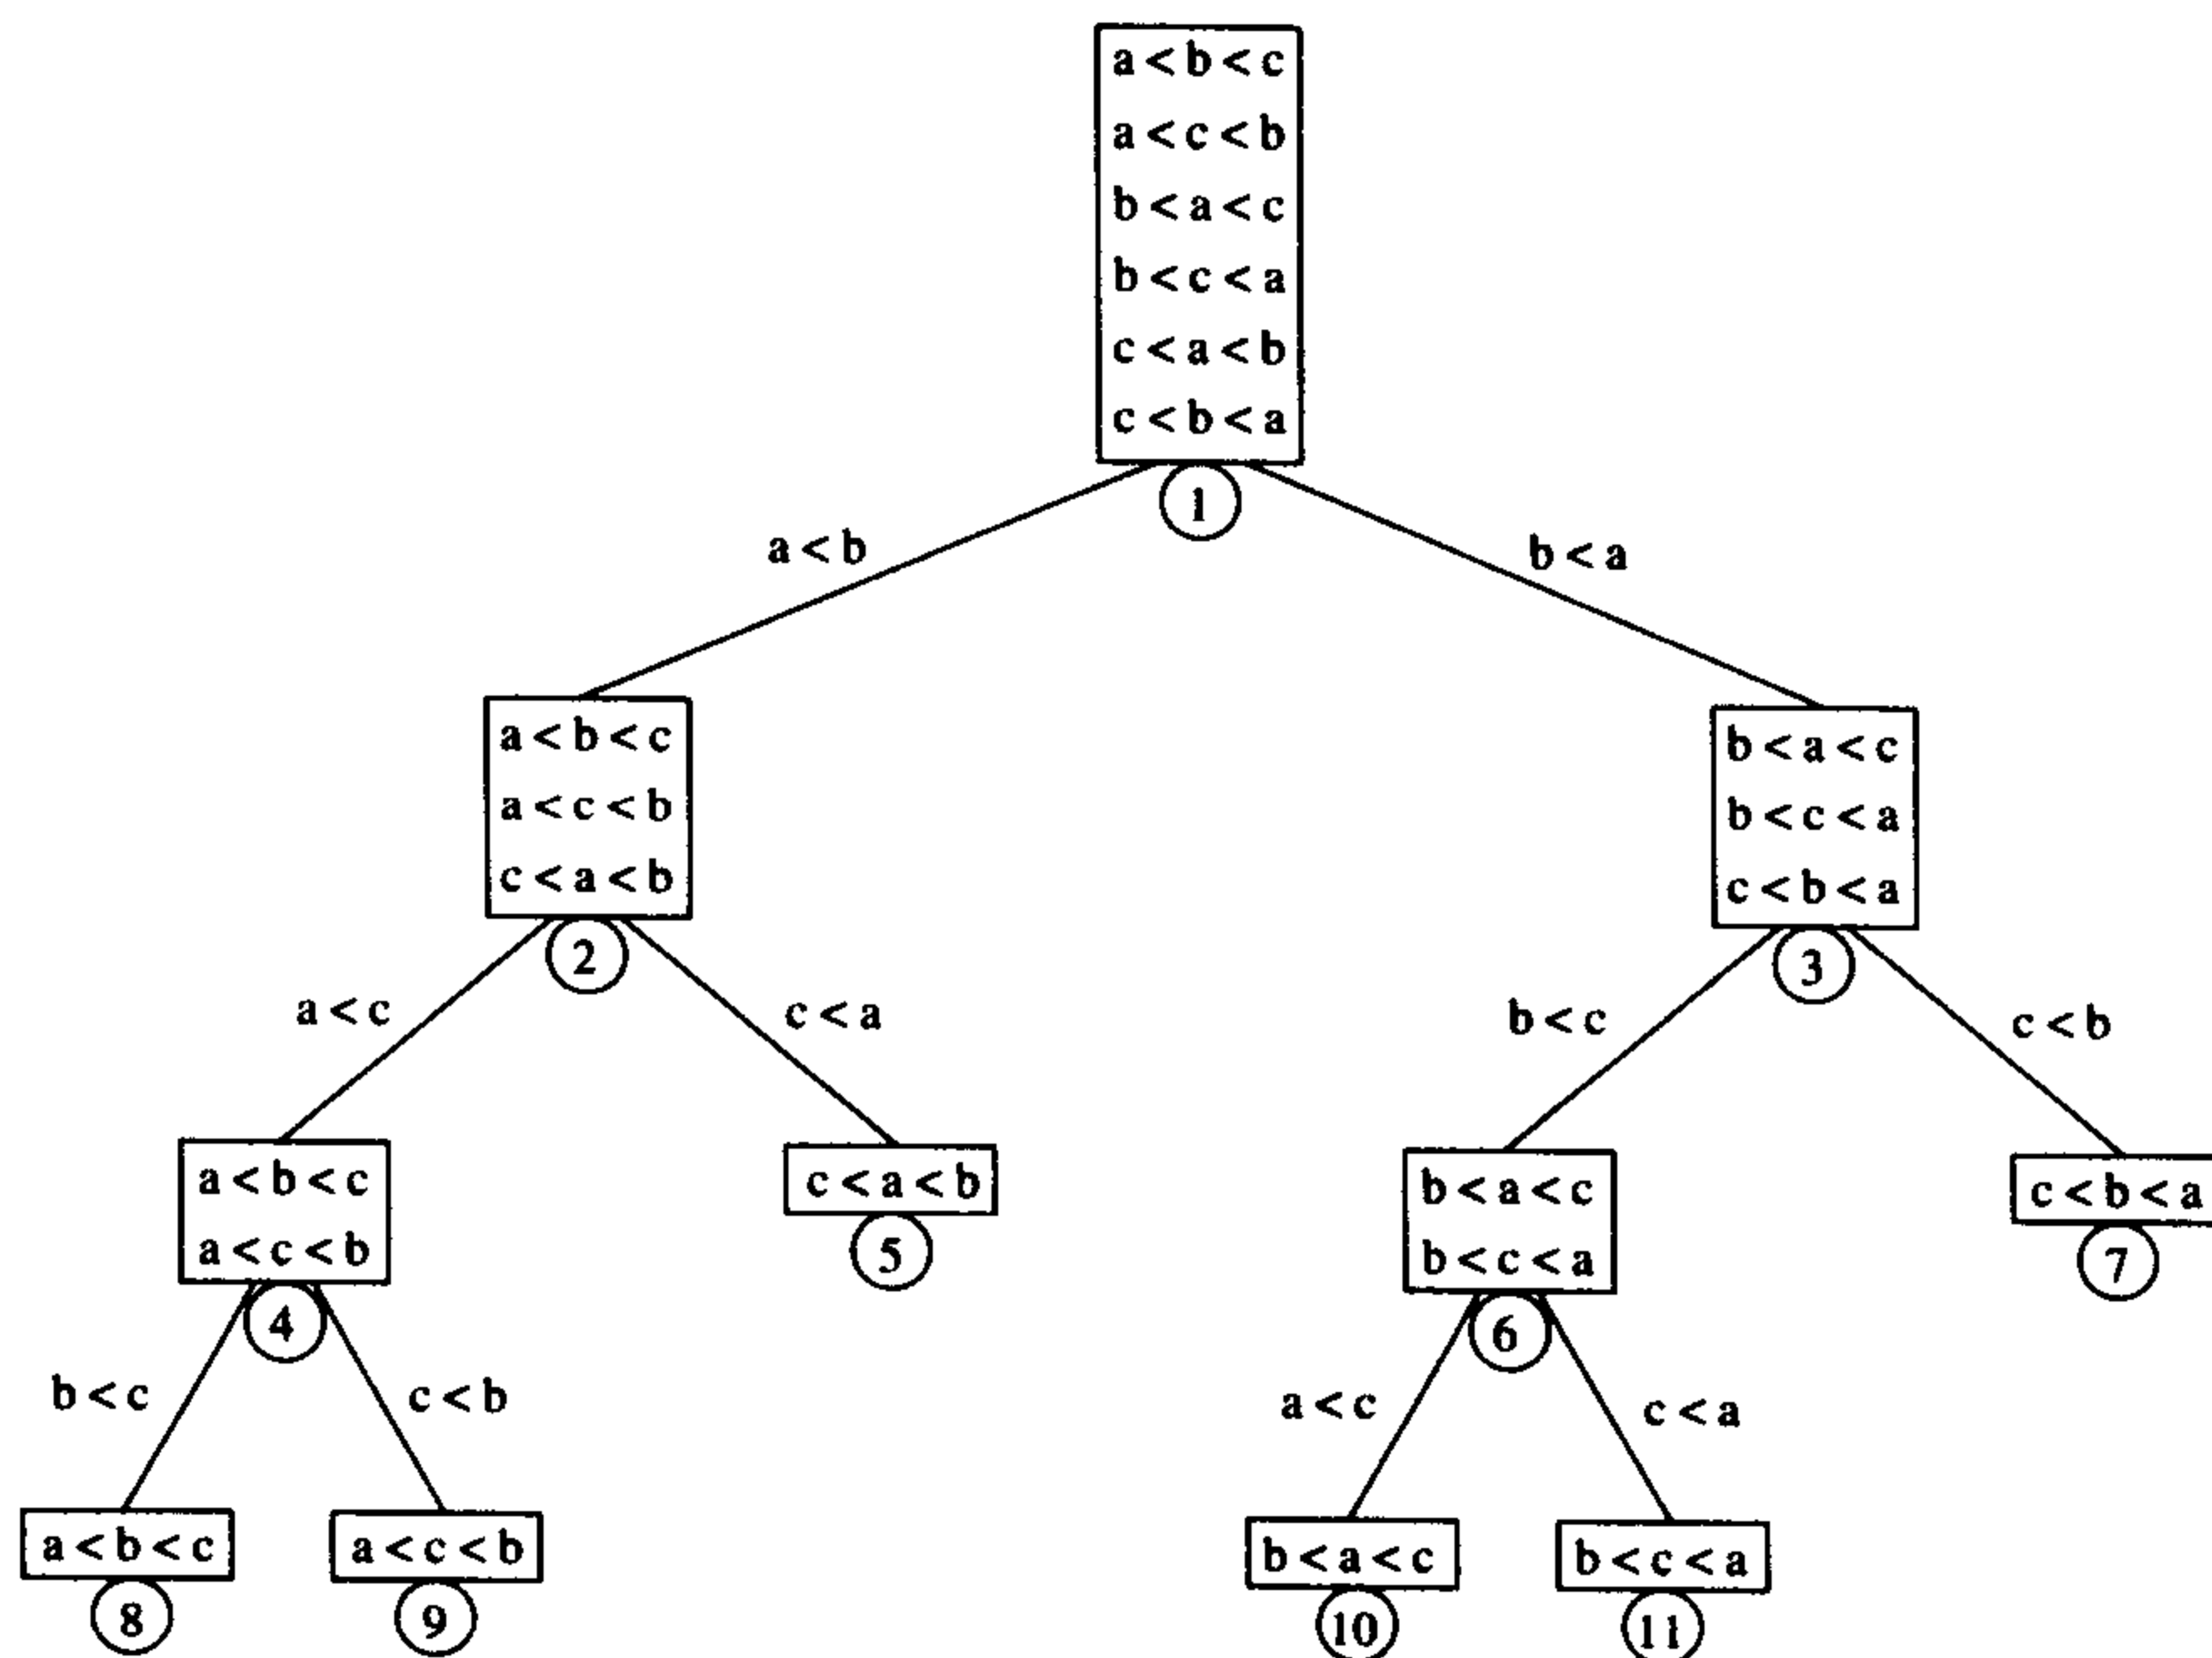 a < b < c
a < c < b
b < a < c
b < c < a
c < a < b
c < b < a
1
a < b
b < a
a < b < c
a < c < b
c < a < b
2
b < a < c
b < c < a
c < b < a
3
a < c
c < a
b < c
c < b
a < b < c
a < c < b
4
c < a < b
5
b < a < c
b < c < a
6
c < b < a
7
b < c
c < b
a < c
c < a
a < b < c
8
a < c < b
9
b < a < c
10
b < c < a
11